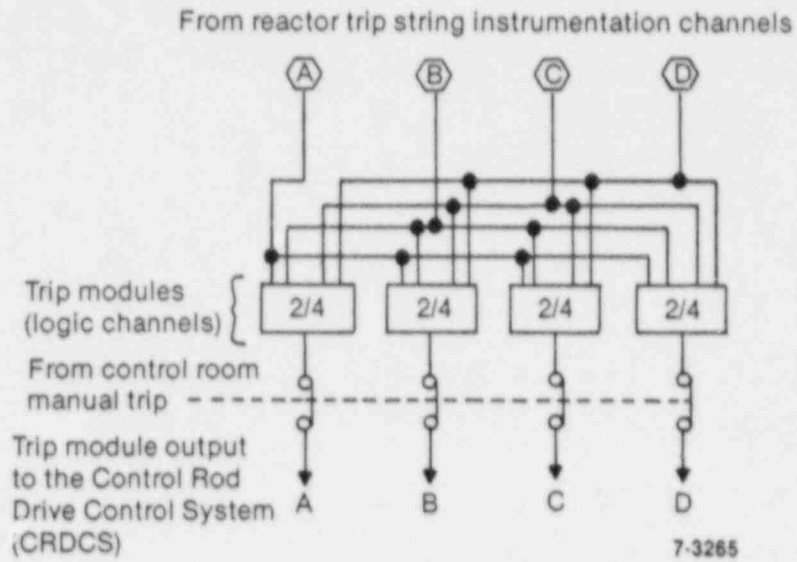 From reactor trip string instrumentation channels
A B C D
Trip modules
(logic channels)
2/4 2/4 2/4 2/4
From control room
manual trip
Trip module output
to the Control Rod
Drive Control System
(CRDCS)
A B C D
7-3265